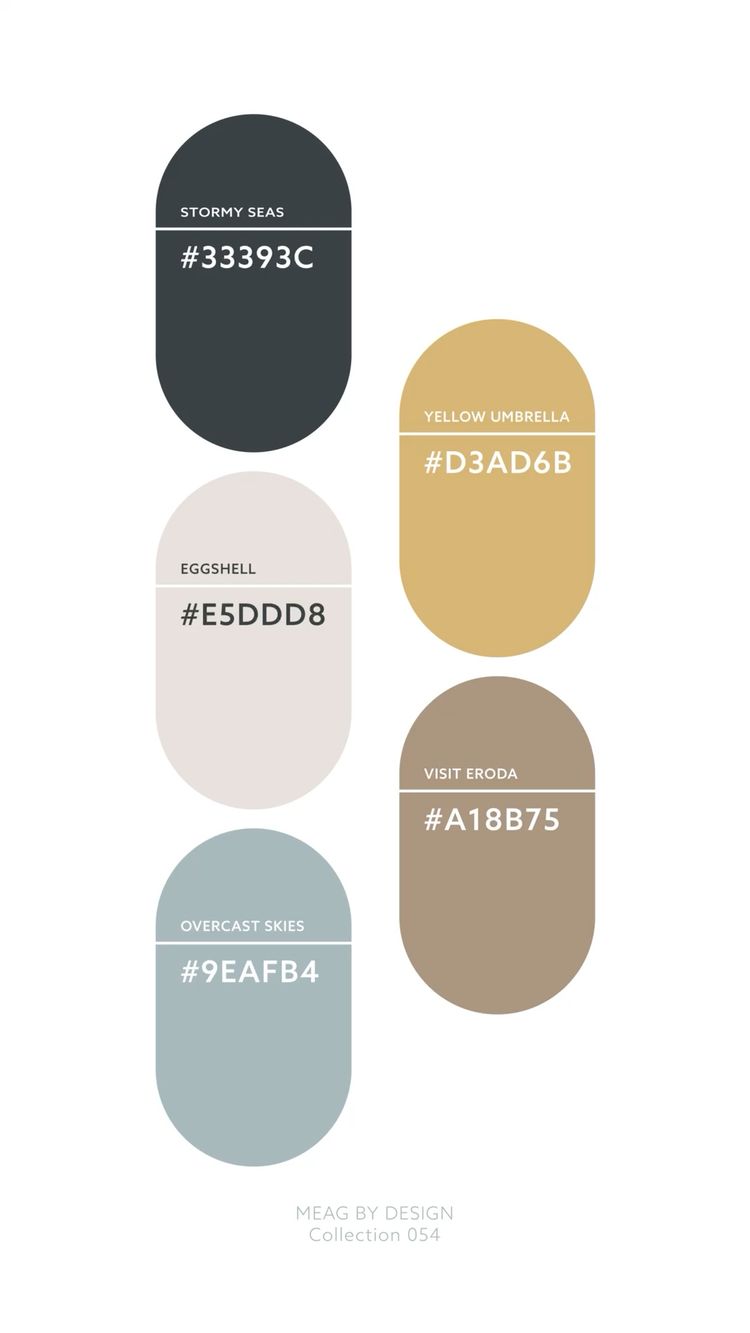 STORMY SEAS
#33393C
YELLOW UMBRELLA
#D3AD6B
EGGSHELL
#E5DDD8
VISIT ERODA
#A18B75
OVERCAST SKIES
#9EAFB4
MEAG BY DESIGN
Collection 054